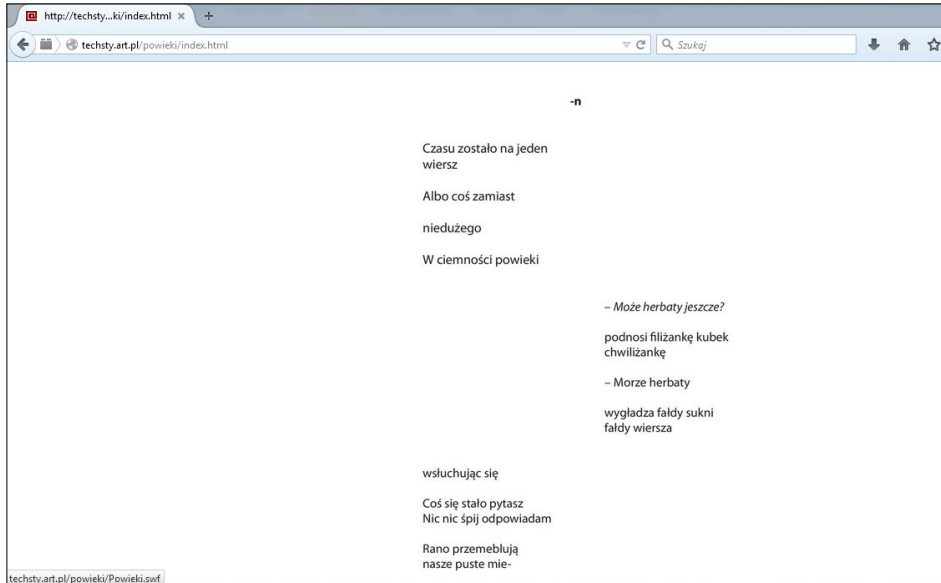 http://techsty...ki/index.html
techsty.art.pl/powieki/index.html
Szukaj
-n
Czasu zostało na jeden
wiersz
Albo coś zamiast
niedużego
W ciemności powieki
– Może herbaty jeszcze?
podnosi filiżankę kubek
chwiliżankę
– Morze herbaty
wygładza fałdy sukni
fałdy wiersza
wsłuchując się
Coś się stało pytasz
Nic nic śpij odpowiadam
Rano przemeblują
nasze puste mie-
techsty.art.pl/powieki/Powieki.swf